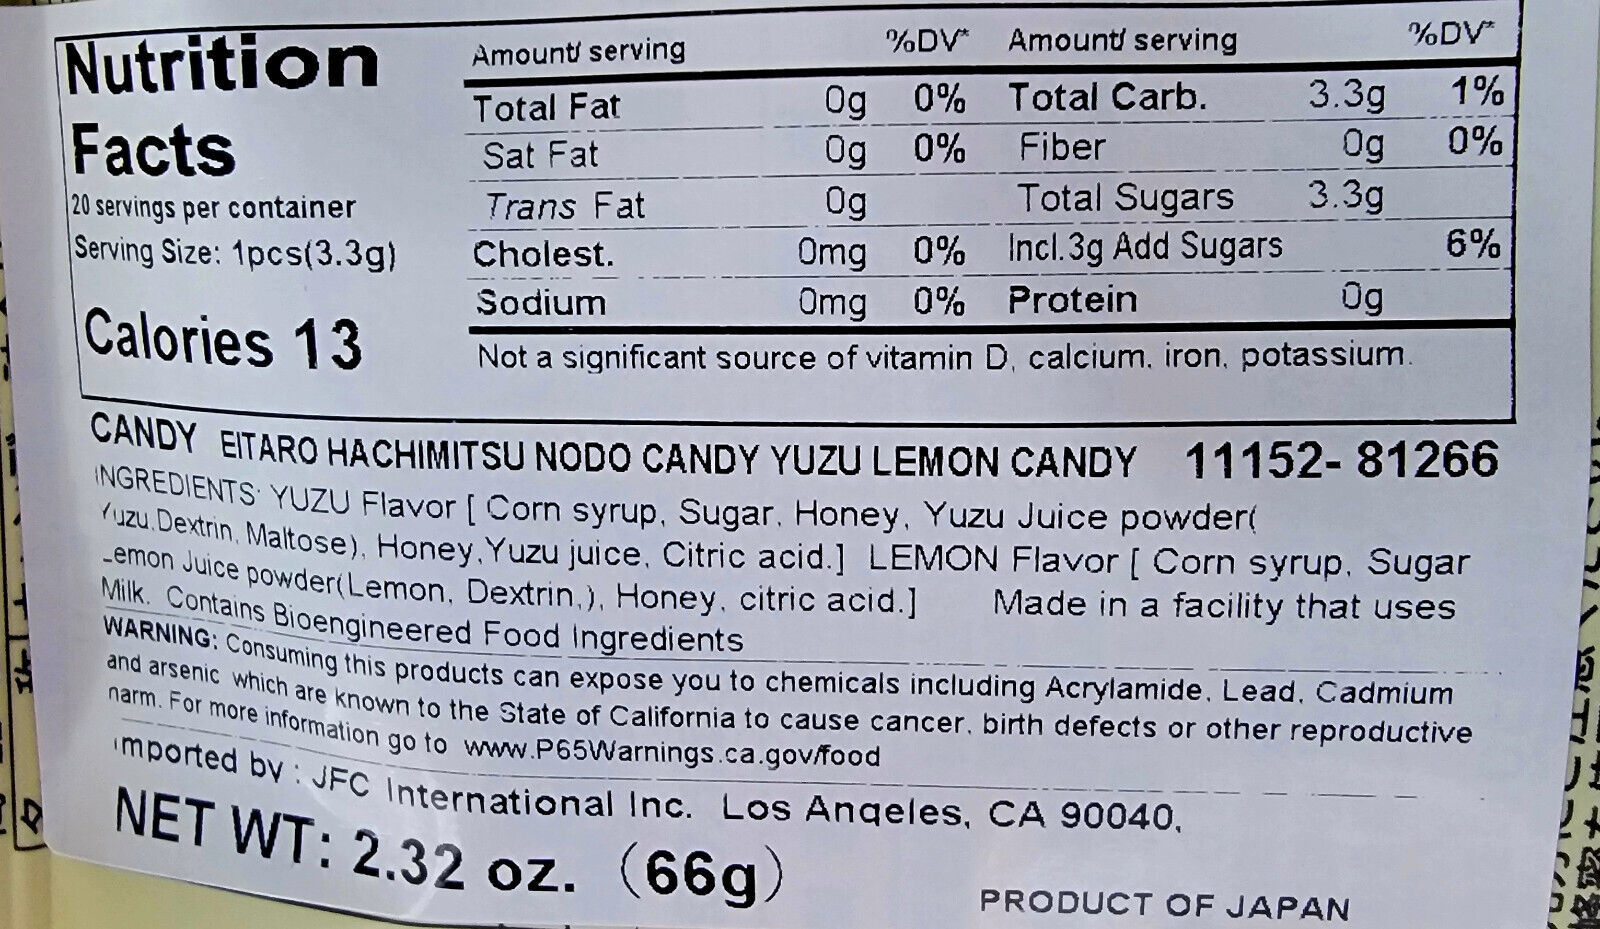 Nutrition
Facts
20 servings per container
Serving Size: 1pcs(3.3g)
Calories 13
Amount/ serving %DV* Amount/ serving %DV*
Total Fat 0g 0% Total Carb. 3.3g 1%
Sat Fat 0g 0% Fiber 0g 0%
Trans Fat 0g Total Sugars 3.3g
Cholest. 0mg 0% Incl.3g Add Sugars 6%
Sodium 0mg 0% Protein 0g
Not a significant source of vitamin D, calcium, iron, potassium.
CANDY EITARO HACHIMITSU NODO CANDY YUZU LEMON CANDY 11152- 81266
INGREDIENTS: YUZU Flavor [ Corn syrup, Sugar, Honey, Yuzu Juice powder(
Yuzu,Dextrin, Maltose), Honey,Yuzu juice, Citric acid.] LEMON Flavor [ Corn syrup, Sugar
Lemon Juice powder(Lemon, Dextrin,), Honey, citric acid.] Made in a facility that uses
Milk. Contains Bioengineered Food Ingredients
WARNING: Consuming this products can expose you to chemicals including Acrylamide, Lead, Cadmium
and arsenic which are known to the State of California to cause cancer, birth defects or other reproductive
harm. For more information go to www.P65Warnings.ca.gov/food
Imported by : JFC International Inc. Los Angeles, CA 90040,
NET WT: 2.32 oz. (66g)
PRODUCT OF JAPAN